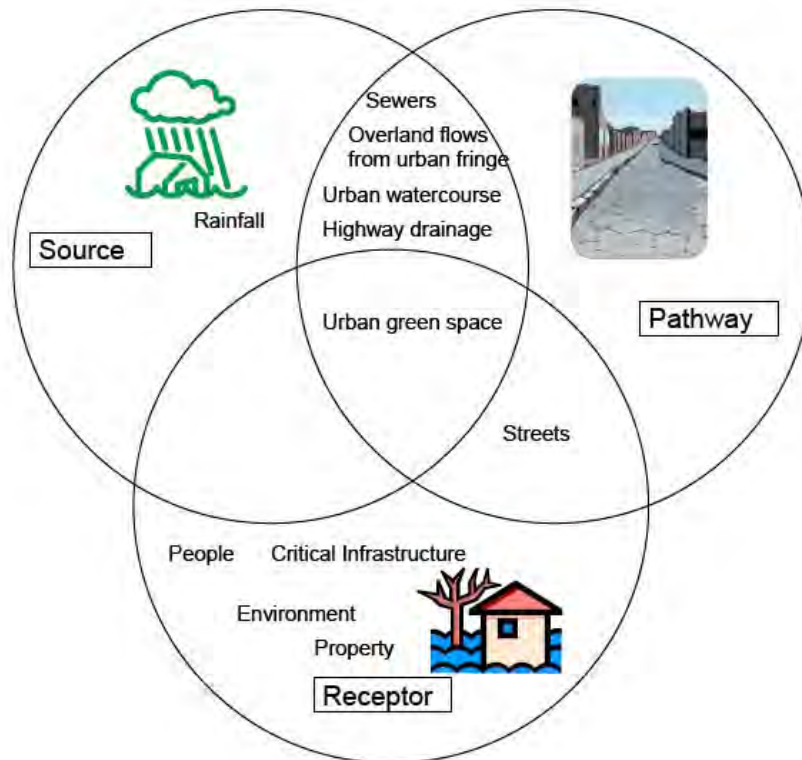 Sewers
Overland flows
from urban fringe
Urban watercourse
Highway drainage
Rainfall
Source
Pathway
Urban green space
Streets
People
Critical Infrastructure
Environment
Property
Receptor